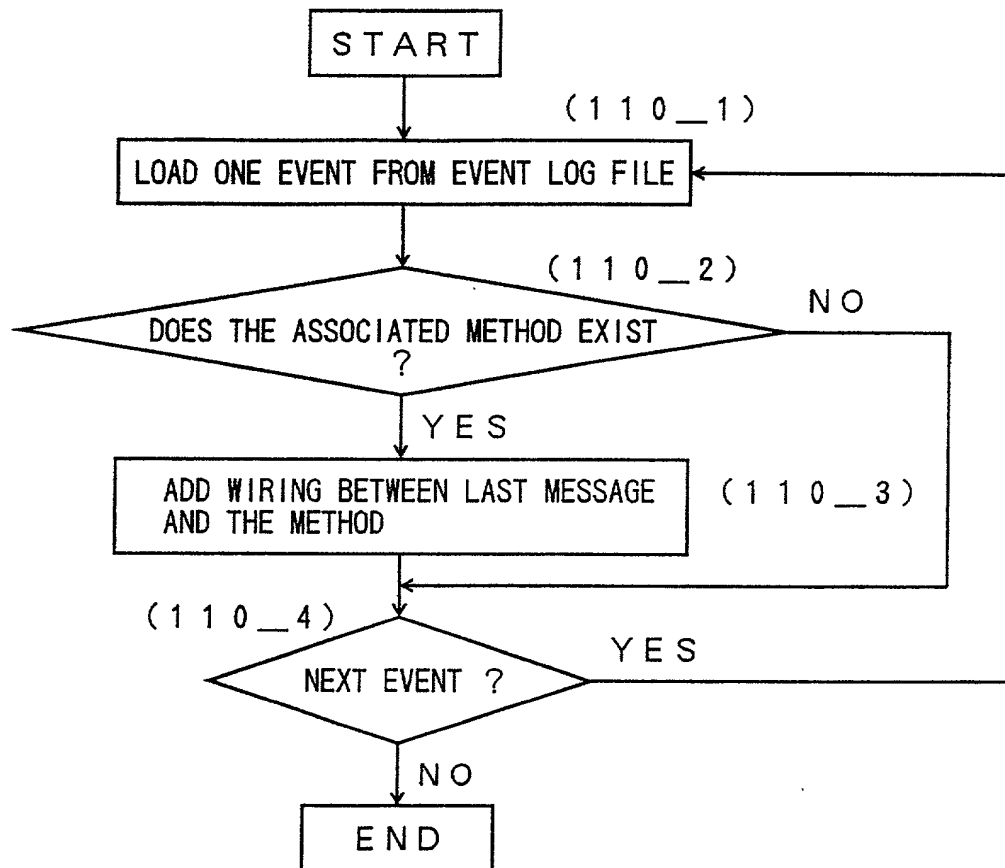 START
(110_1)
LOAD ONE EVENT FROM EVENT LOG FILE
(110_2)
NO
DOES THE ASSOCIATED METHOD EXIST
?
YES
ADD WIRING BETWEEN LAST MESSAGE
AND THE METHOD
(110_3)
(110_4)
YES
NEXT EVENT ?
NO
END